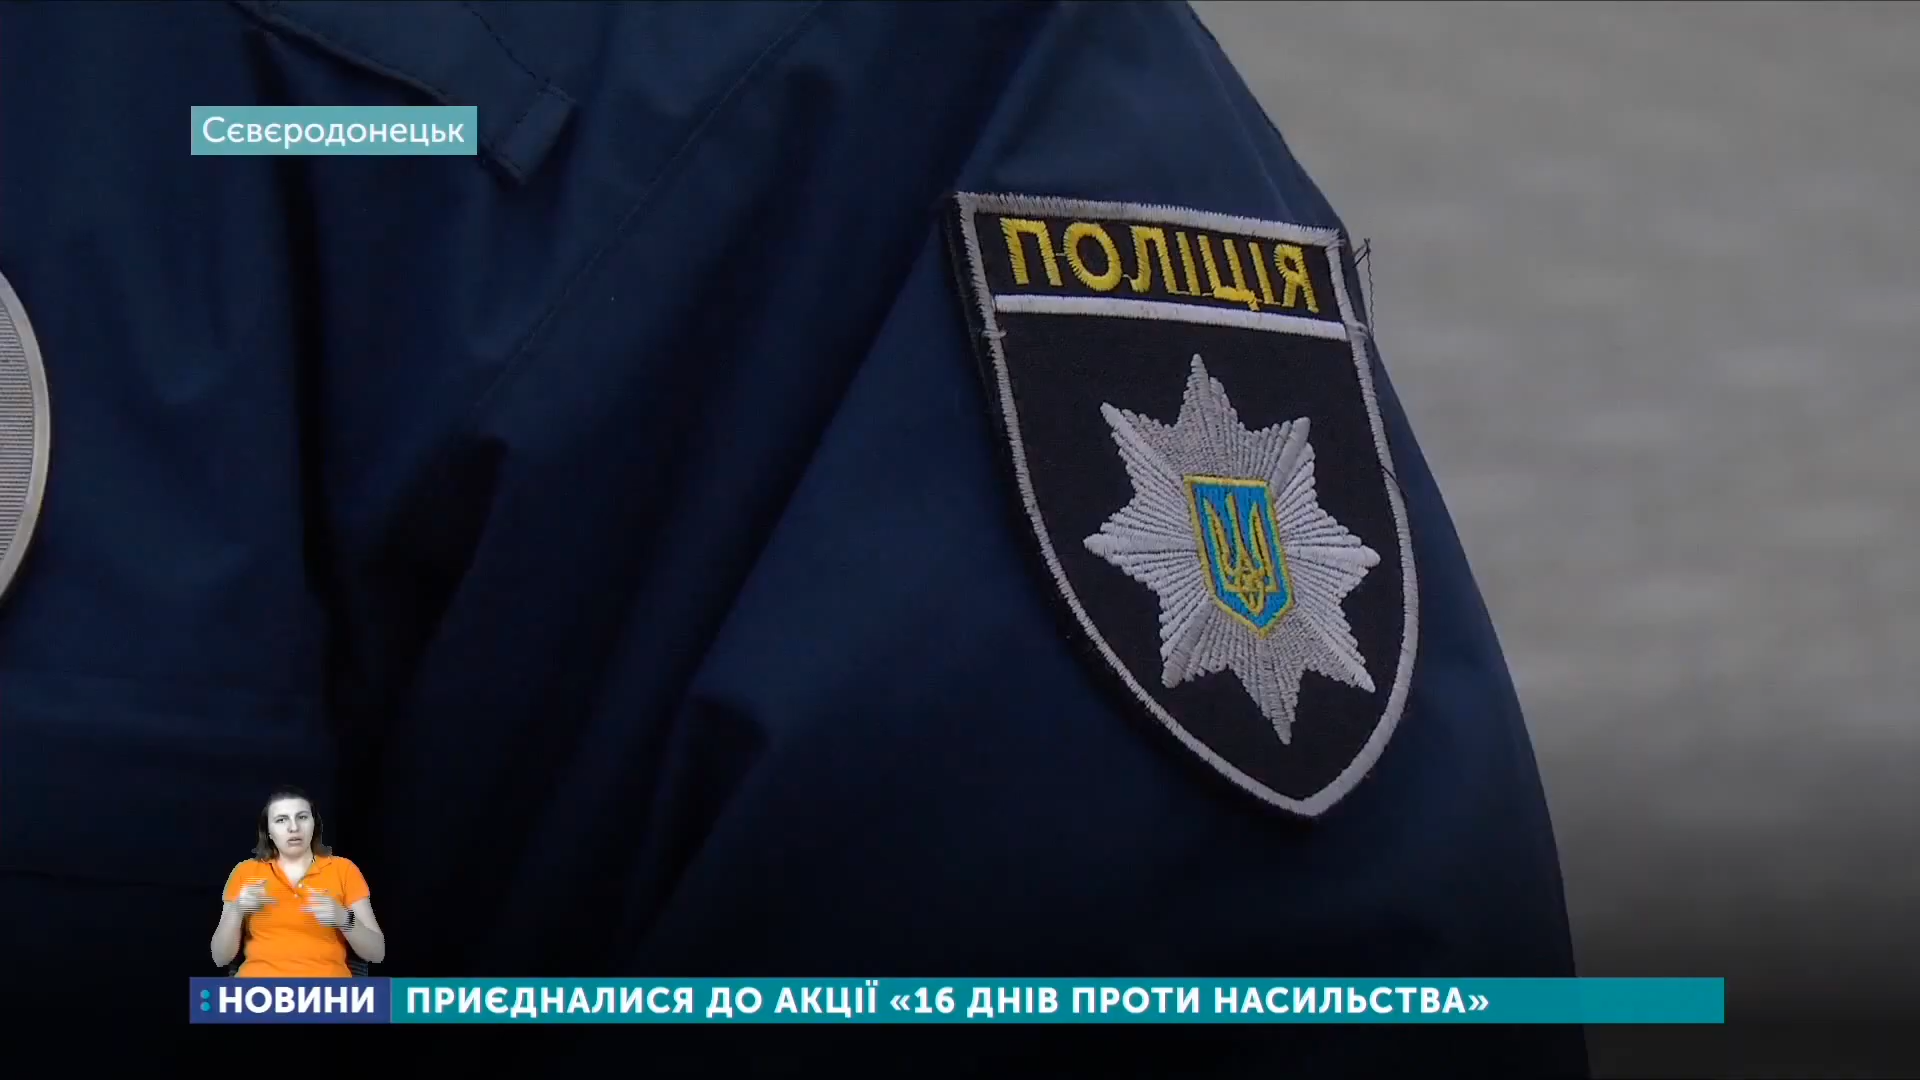 Сєвєродонецьк
ПОЛІЦІЯ
:НОВИНИ
ПРИЄДНАЛИСЯ ДО АКЦІЇ «16 ДНІВ ПРОТИ НАСИЛЬСТВА»